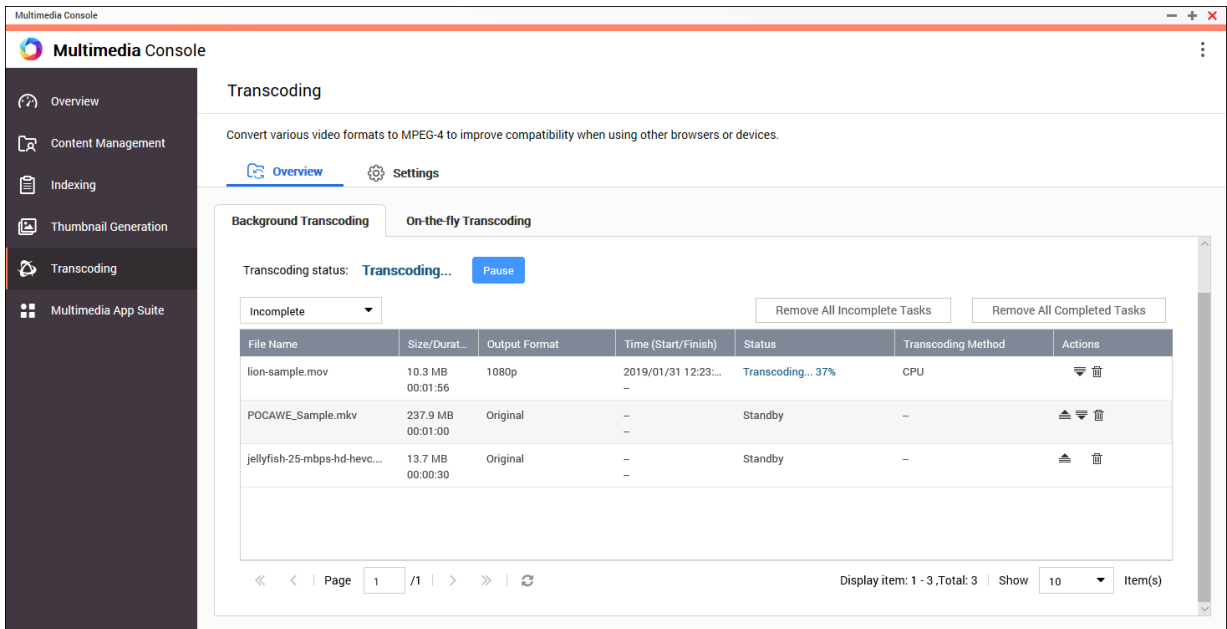 Multimedia Console
Multimedia Console
Overview
Content Management
Indexing
Thumbnail Generation
Transcoding
Multimedia App Suite
Transcoding
Convert various video formats to MPEG-4 to improve compatibility when using other browsers or devices.
Overview Settings
Background Transcoding On-the-fly Transcoding
Transcoding status: Transcoding... Pause
Incomplete Remove All Incomplete Tasks Remove All Completed Tasks
File Name Size/Durat... Output Format Time (Start/Finish) Status Transcoding Method Actions
lion-sample.mov 10.3 MB 1080p 2019/01/31 12:23:... Transcoding... 37% CPU
00:01:56 --
POCAWE_Sample.mkv 237.9 MB Original -- Standby --
00:01:00 --
jellyfish-25-mbps-hd-hevc.... 13.7 MB Original -- Standby --
00:00:30 --
Page 1 /1 Display item: 1 - 3 ,Total: 3 Show 10 Item(s)